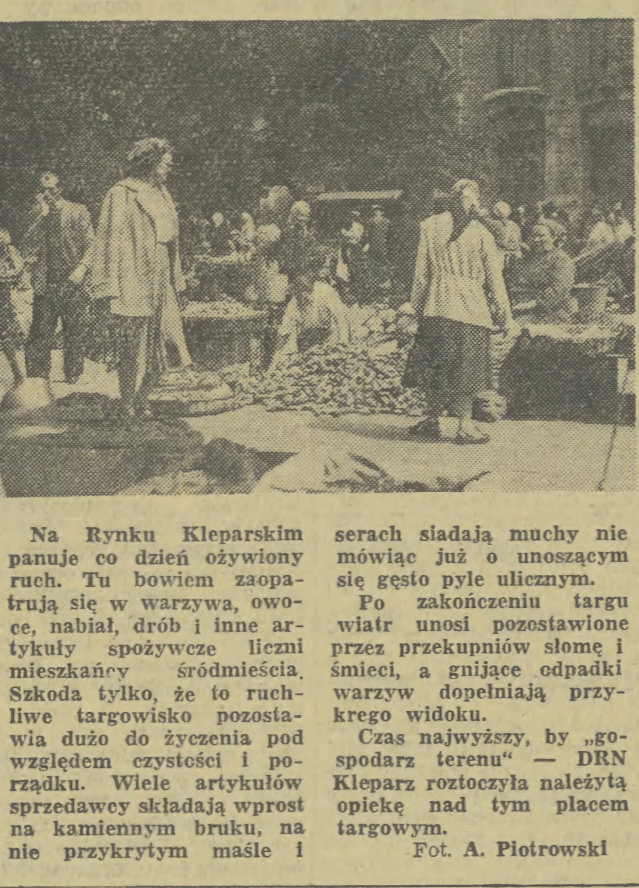 Na Rynku Kleparskim
panuje co dzień ożywiony
ruch. Tu bowiem zaopa-
trują się w warzywa, owo-
ce, nabiał, drób i inne ar-
tykuły spożywcze liczni
mieszkańcy śródmieścia.
Szkoda tylko, że to ruch-
liwe targowisko pozosta-
wia dużo do życzenia pod
względem czystości i po-
rządku. Wiele artykułów
sprzedawcy składają wprost
na kamiennym bruku, na
nie przykrytym maśle i
serach siadają muchy nie
mówiąc już o unoszącym
się gęsto pyle ulicznym.
Po zakończeniu targu
wiatr unosi pozostawione
przez przekupniów słomę i
śmieci, a gnijące odpadki
warzyw dopełniają przy-
krego widoku.
Czas najwyższy, by „go-
spodarz terenu" — DRN
Kleparz roztoczyła należytą
opiekę nad tym placem
targowym.
Fot. A. Piotrowski